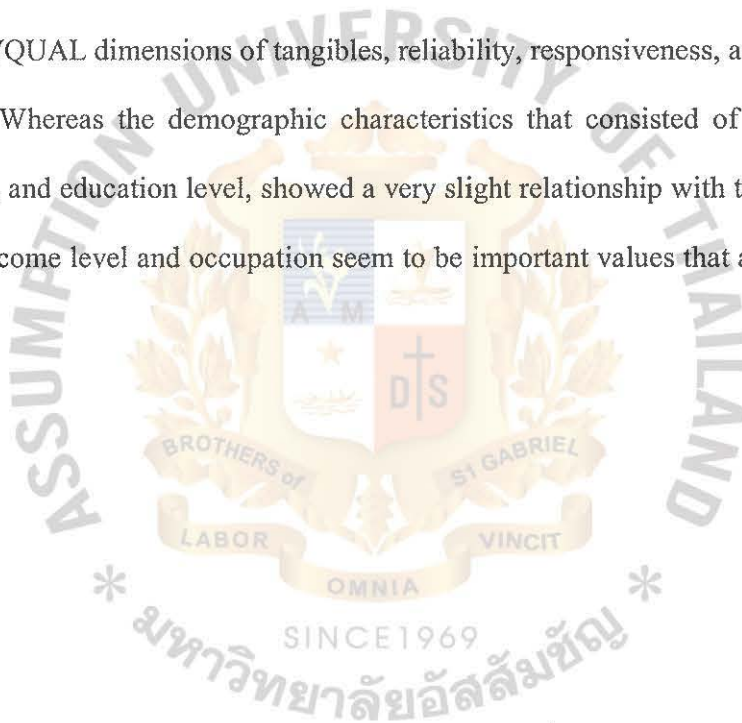 /QUAL dimensions of tangibles, reliability, responsiveness, a
Whereas the demographic characteristics that consisted of
and education level, showed a very slight relationship with t
come level and occupation seem to be important values that a
ASSUMPTION UNIVERSITY OF THAILAND
A M
D S
BROTHERS of
ST GABRIEL
LABOR
VINCIT
OMNIA
* SINCE 1969 *
มหาวิทยาลัยอัสสัมชัญ